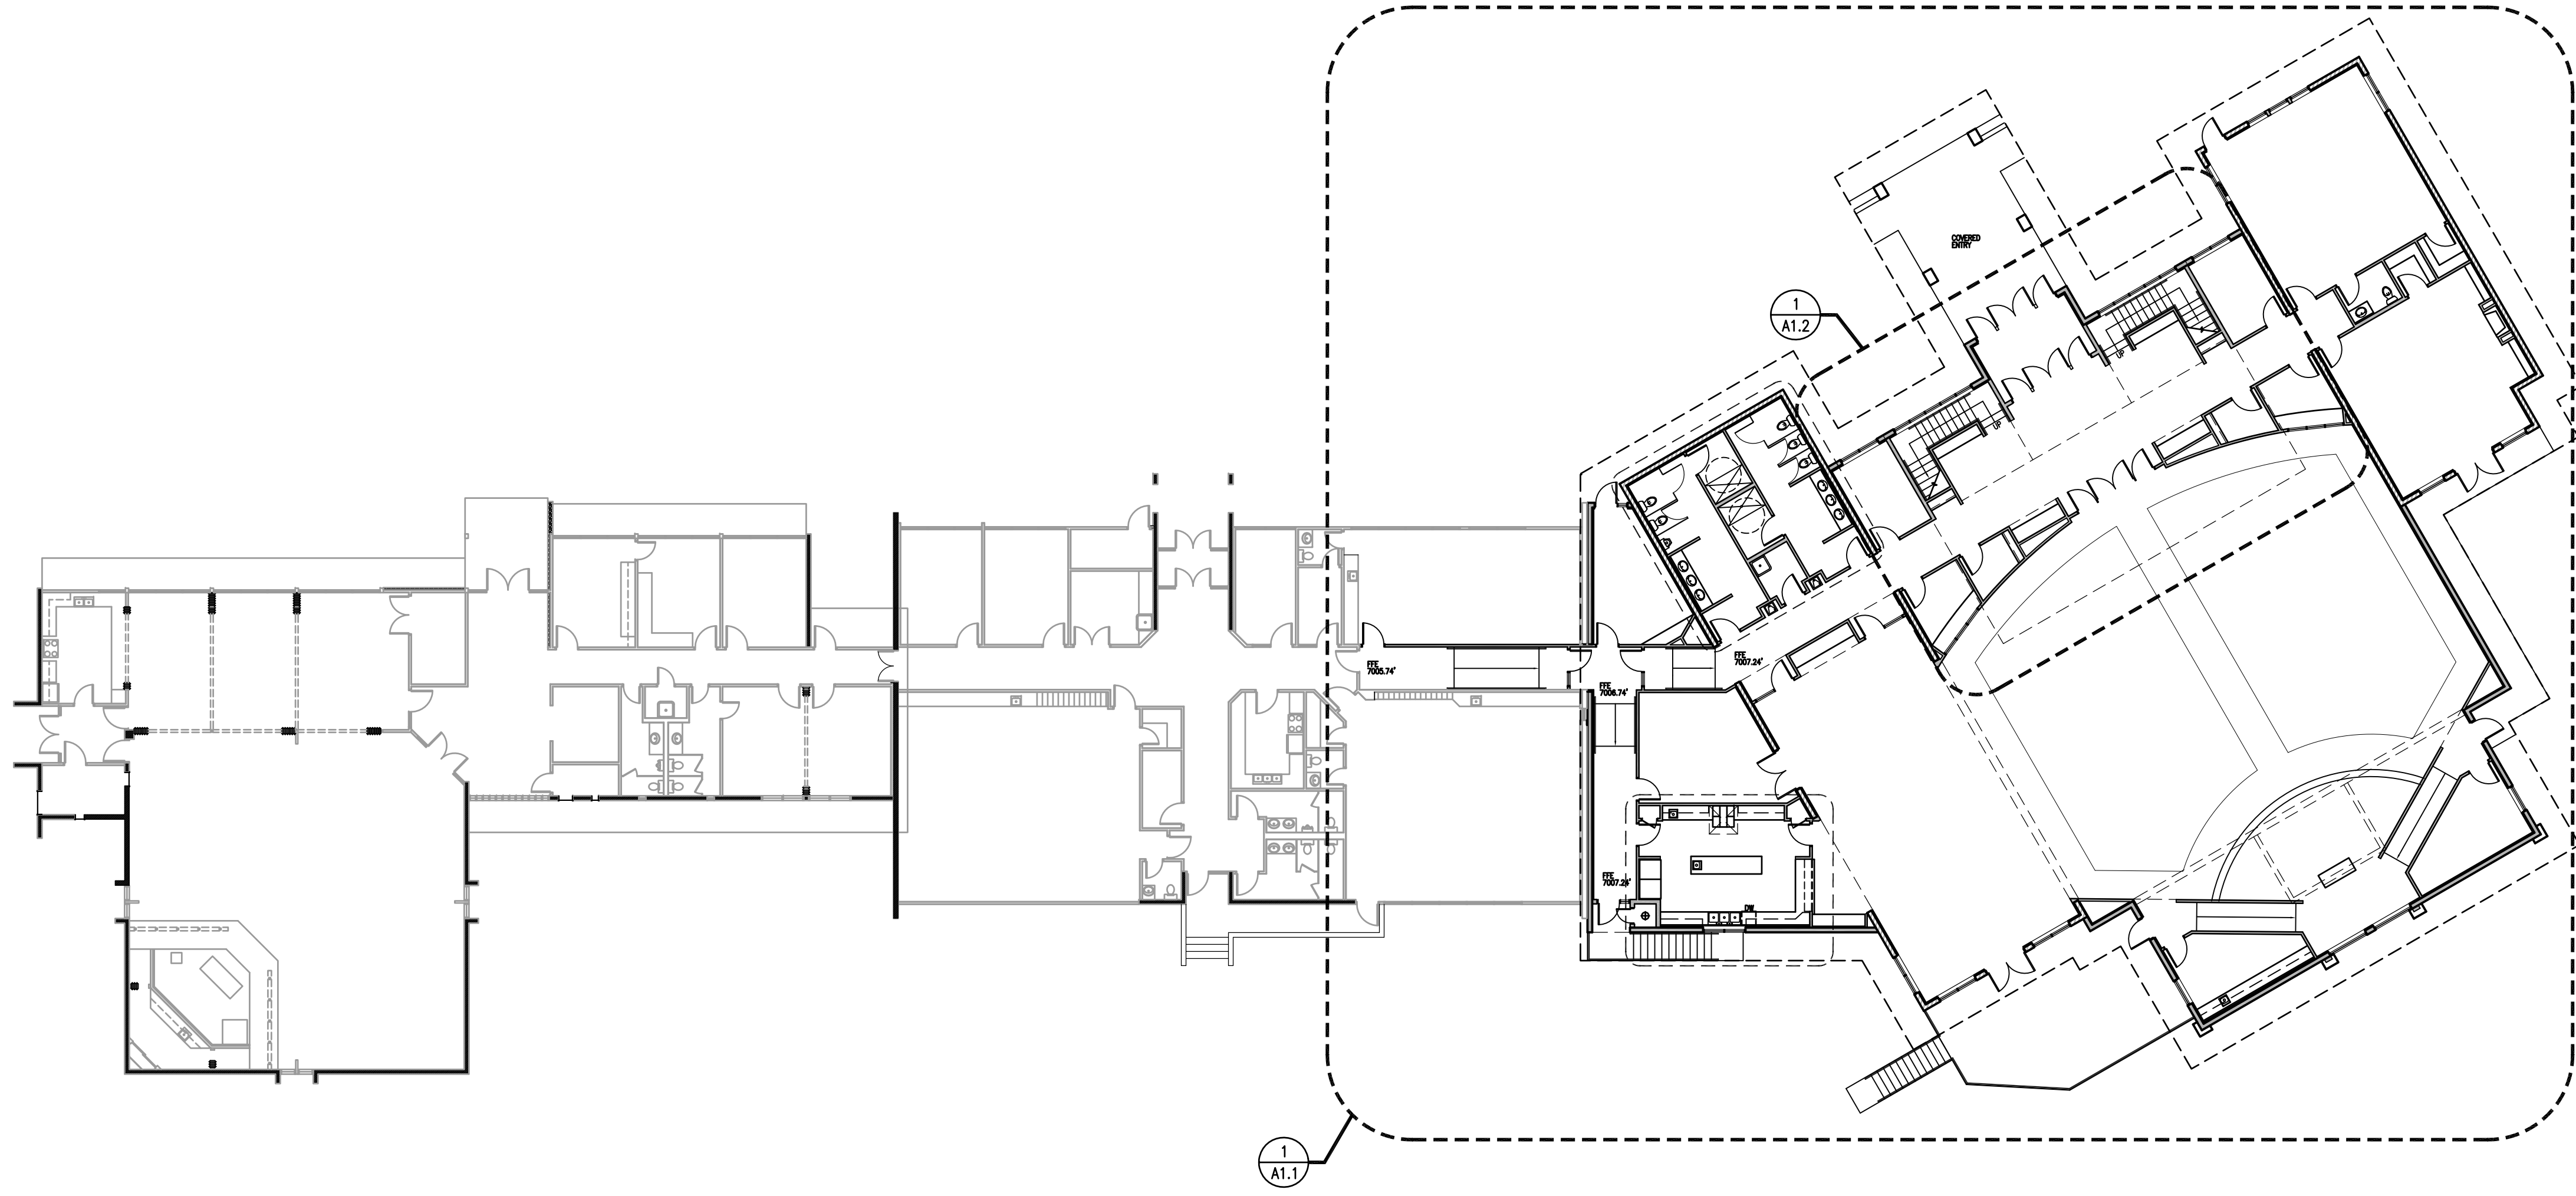 COVERED
ENTRY
1
A1.2
UP
UP
FFE
7005.74'
FFE
7007.24'
FFE
7006.74'
FFE
7007.24'
DW
1
A1.1